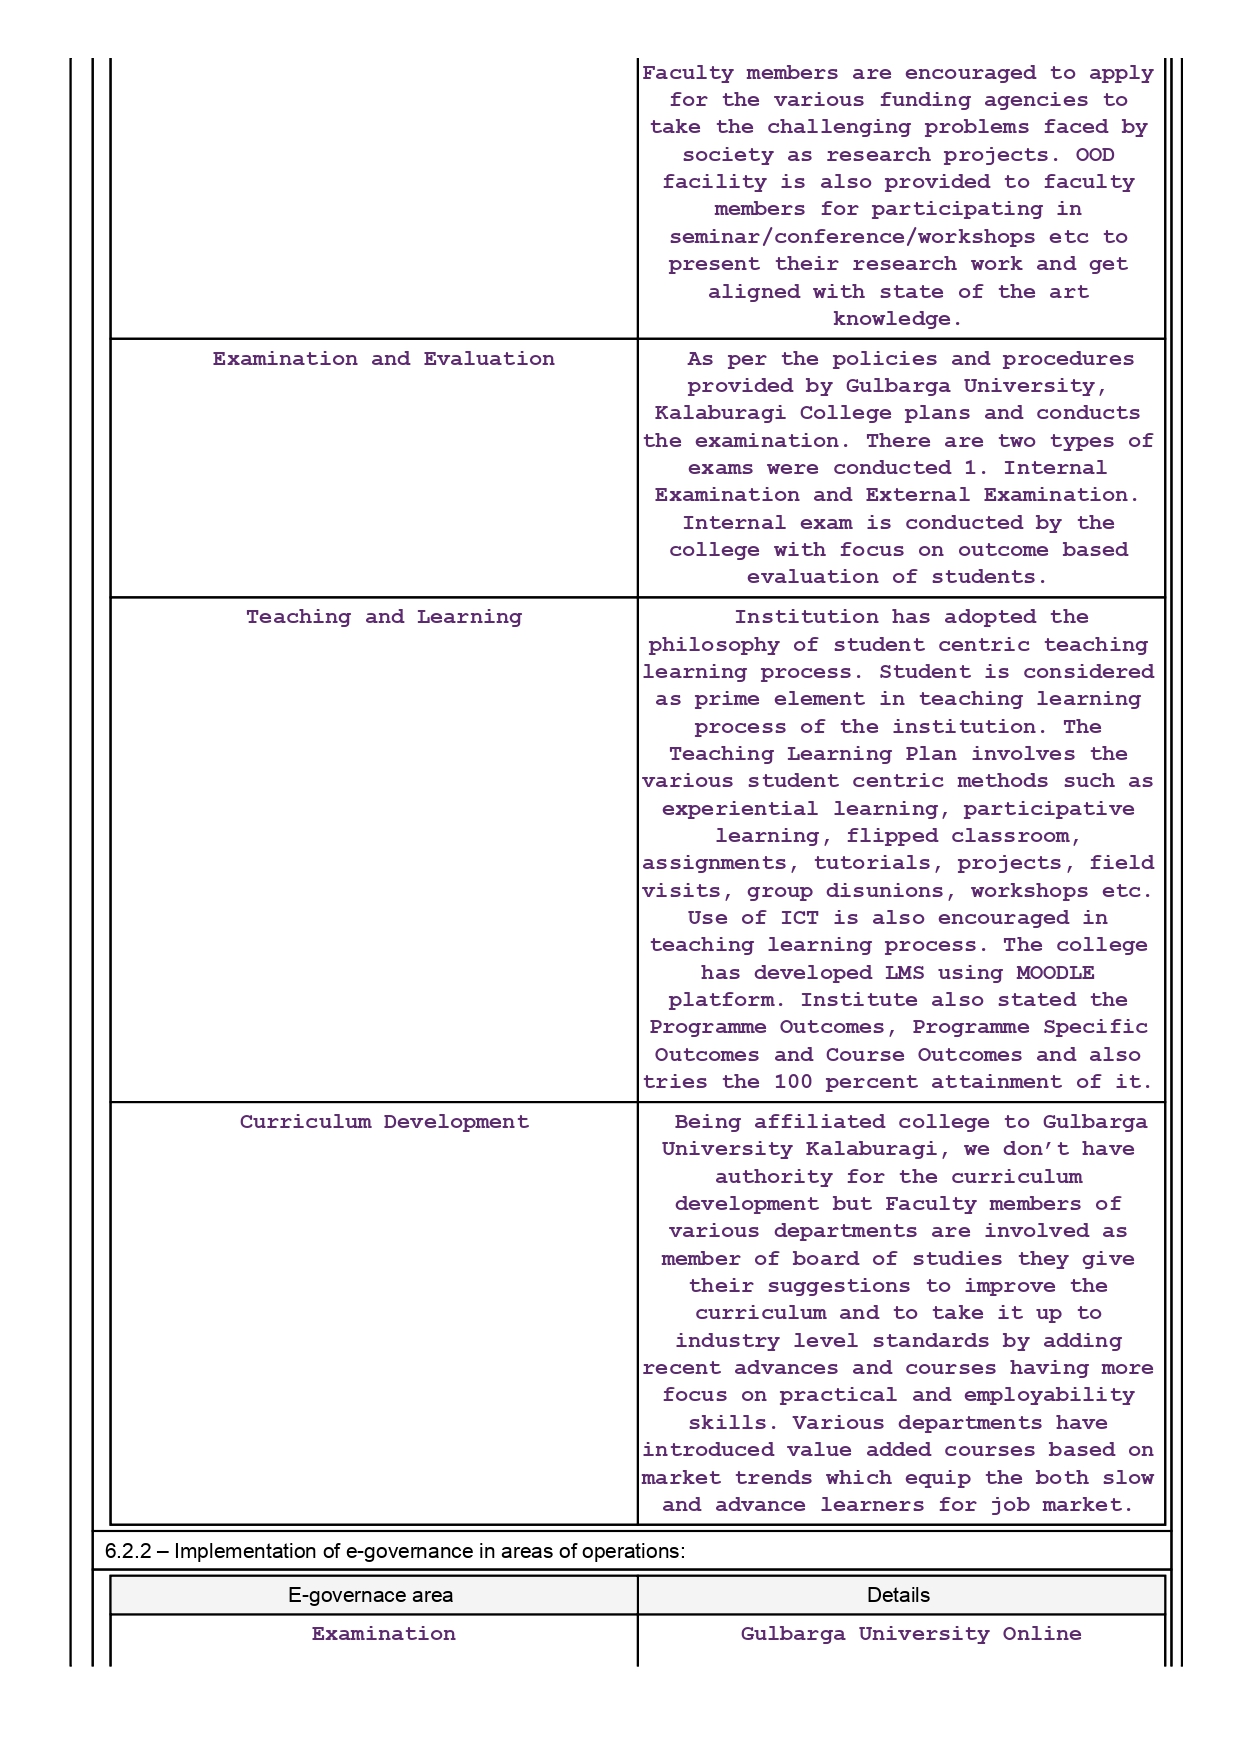 Faculty members are encouraged to apply
for the various funding agencies to
take the challenging problems faced by
society as research projects. OOD
facility is also provided to faculty
members for participating in
seminar/conference/workshops etc to
present their research work and get
aligned with state of the art
knowledge.
Examination and Evaluation
As per the policies and procedures
provided by Gulbarga University,
Kalaburagi College plans and conducts
the examination. There are two types of
exams were conducted 1. Internal
Examination and External Examination.
Internal exam is conducted by the
college with focus on outcome based
evaluation of students.
Teaching and Learning
Institution has adopted the
philosophy of student centric teaching
learning process. Student is considered
as prime element in teaching learning
process of the institution. The
Teaching Learning Plan involves the
various student centric methods such as
experiential learning, participative
learning, flipped classroom,
assignments, tutorials, projects, field
visits, group disunions, workshops etc.
Use of ICT is also encouraged in
teaching learning process. The college
has developed LMS using MOODLE
platform. Institute also stated the
Programme Outcomes, Programme Specific
Outcomes and Course Outcomes and also
tries the 100 percent attainment of it.
Curriculum Development
Being affiliated college to Gulbarga
University Kalaburagi, we don’t have
authority for the curriculum
development but Faculty members of
various departments are involved as
member of board of studies they give
their suggestions to improve the
curriculum and to take it up to
industry level standards by adding
recent advances and courses having more
focus on practical and employability
skills. Various departments have
introduced value added courses based on
market trends which equip the both slow
and advance learners for job market.
6.2.2 – Implementation of e-governance in areas of operations:
E-governace area
Details
Examination
Gulbarga University Online